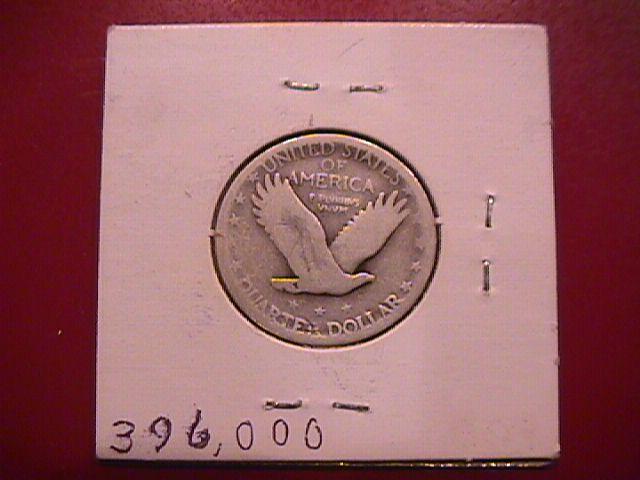 UNITED STATES
OF
AMERICA
E PLURIBUS
UNUM
QUARTER DOLLAR
396,000